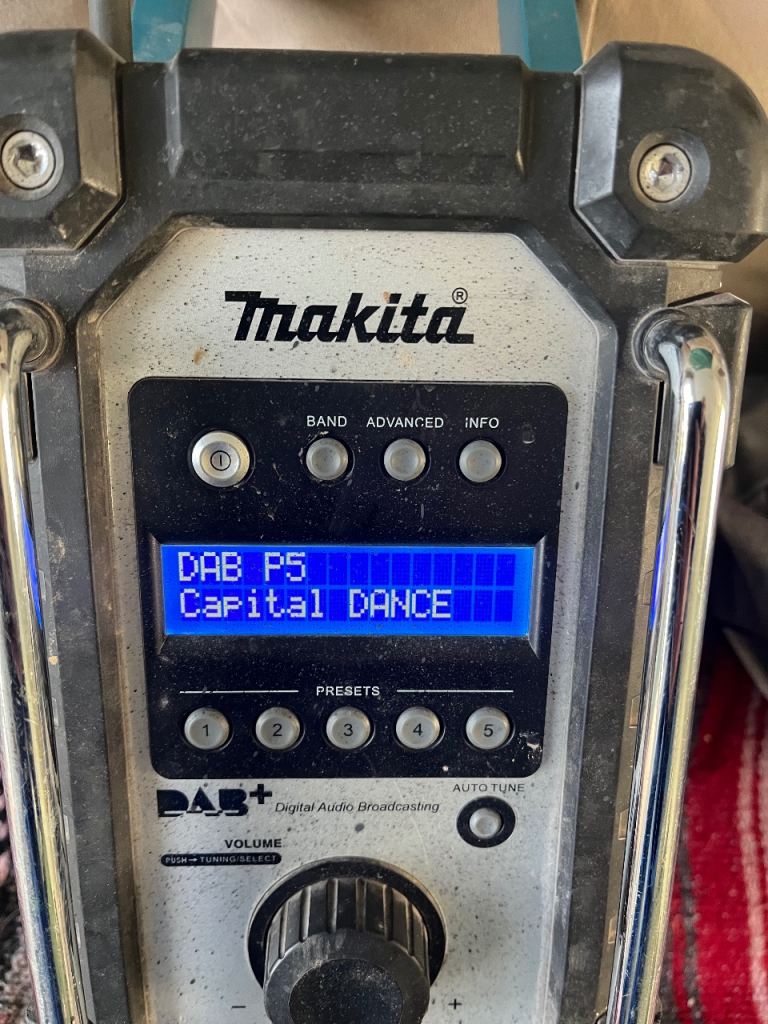 makita®
BAND ADVANCED INFO
DAB P5
Capital DANCE
PRESETS
1 2 3 4 5
AUTO TUNE
DAB+ Digital Audio Broadcasting
VOLUME
PUSH→TUNING/SELECT
- +